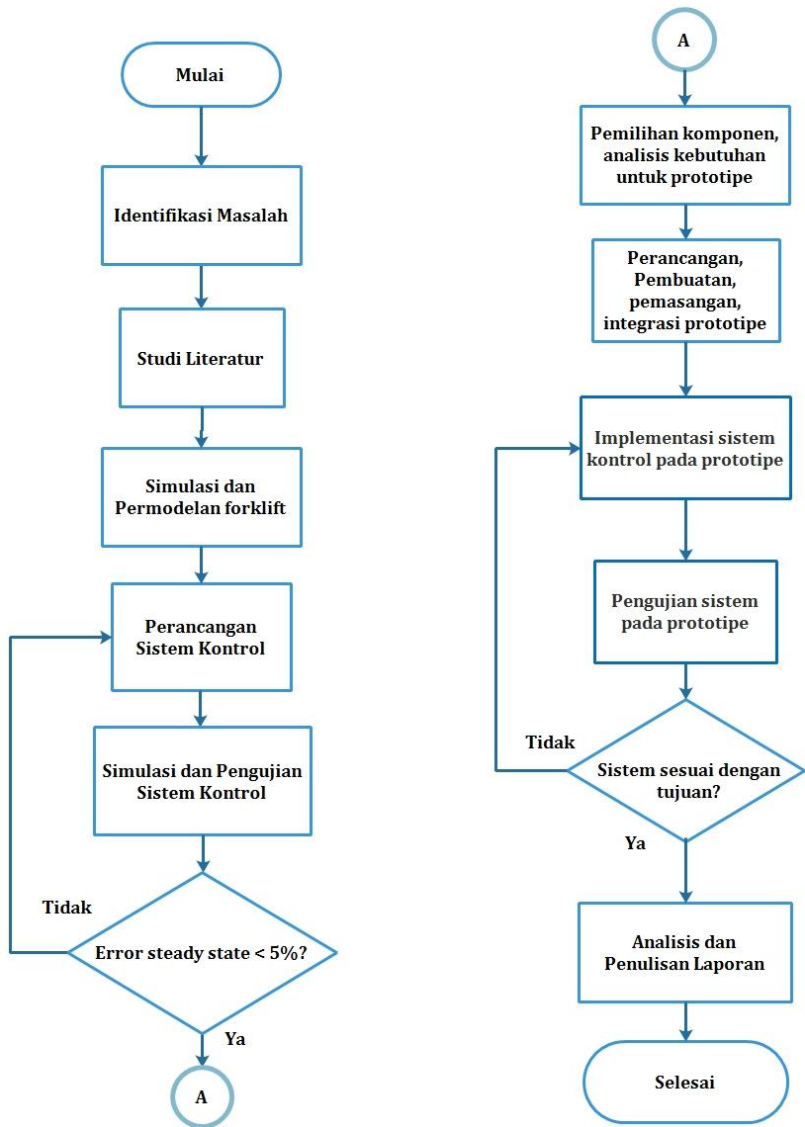 Mulai
Identifikasi Masalah
Studi Literatur
Simulasi dan
Permodelan forklift
Perancangan
Sistem Kontrol
Simulasi dan Pengujian
Sistem Kontrol
Tidak
Error steady state < 5%?
Ya
A
A
Pemilihan komponen,
analisis kebutuhan
untuk prototipe
Perancangan,
Pembuatan,
pemasangan,
integrasi prototipe
Implementasi sistem
kontrol pada prototipe
Pengujian sistem
pada prototipe
Tidak
Sistem sesuai dengan
tujuan?
Ya
Analisis dan
Penulisan Laporan
Selesai